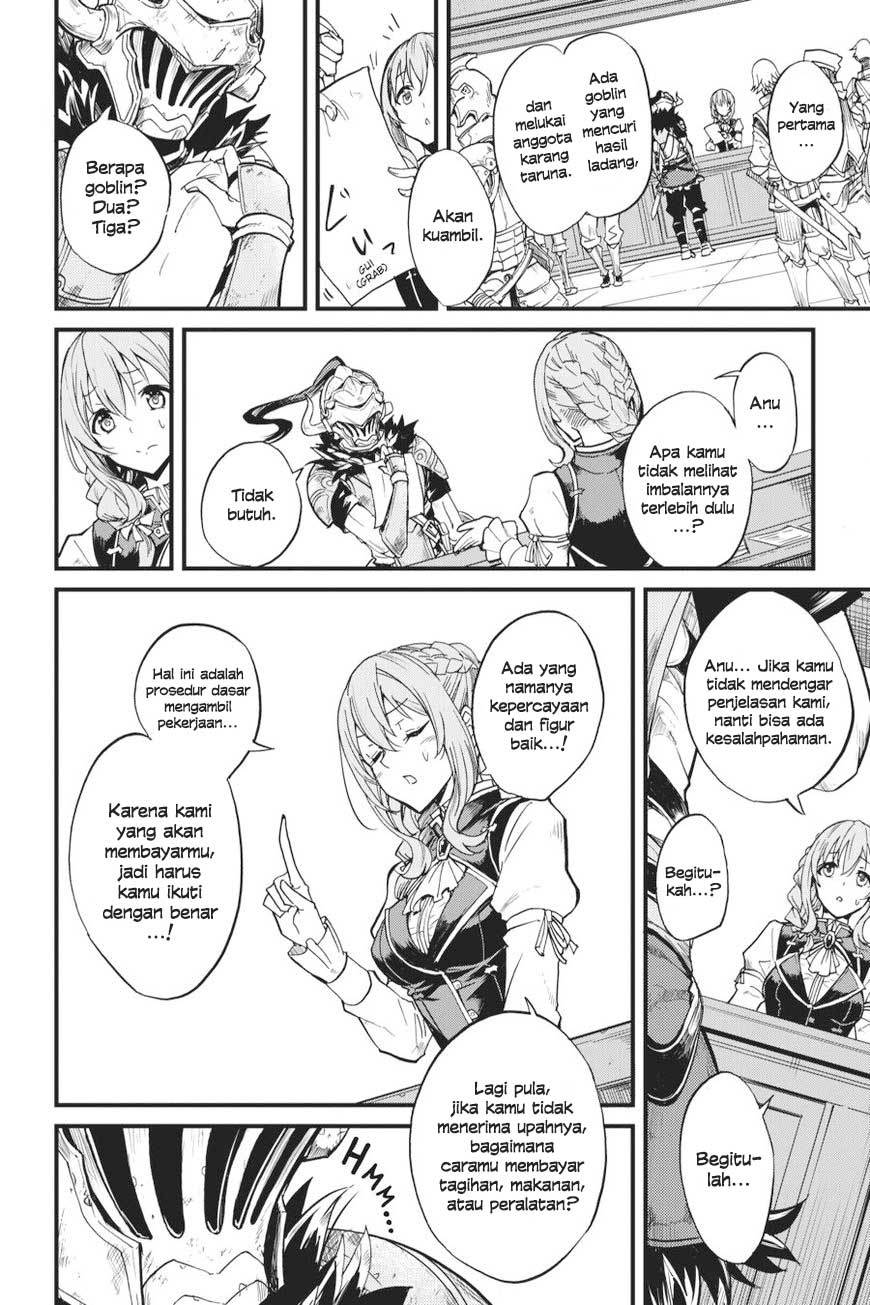 Yang
pertama
...
Ada
goblin
yang
mencuri
hasil
ladang,
dan
melukai
anggota
karang
taruna.
Akan
kuambil.
GUI
(GRAB)
Berapa
goblin?
Dua?
Tiga?
Anu
...
Apa kamu
tidak melihat
imbalannya
terlebih dulu
...?
Tidak
butuh.
Anu... Jika kamu
tidak mendengar
penjelasan kami,
nanti bisa ada
kesalahpahaman.
Begitu-
kah...?
Begitu-
lah...
Ada yang
namanya
kepercayaan
dan figur
baik...!
Hal ini adalah
prosedur dasar
mengambil
pekerjaan...
Karena kami
yang akan
membayarmu,
jadi harus
kamu ikuti
dengan benar
...!
Lagi pula,
jika kamu tidak
menerima upahnya,
bagaimana
caramu membayar
tagihan, makanan,
atau peralatan?
HMM....